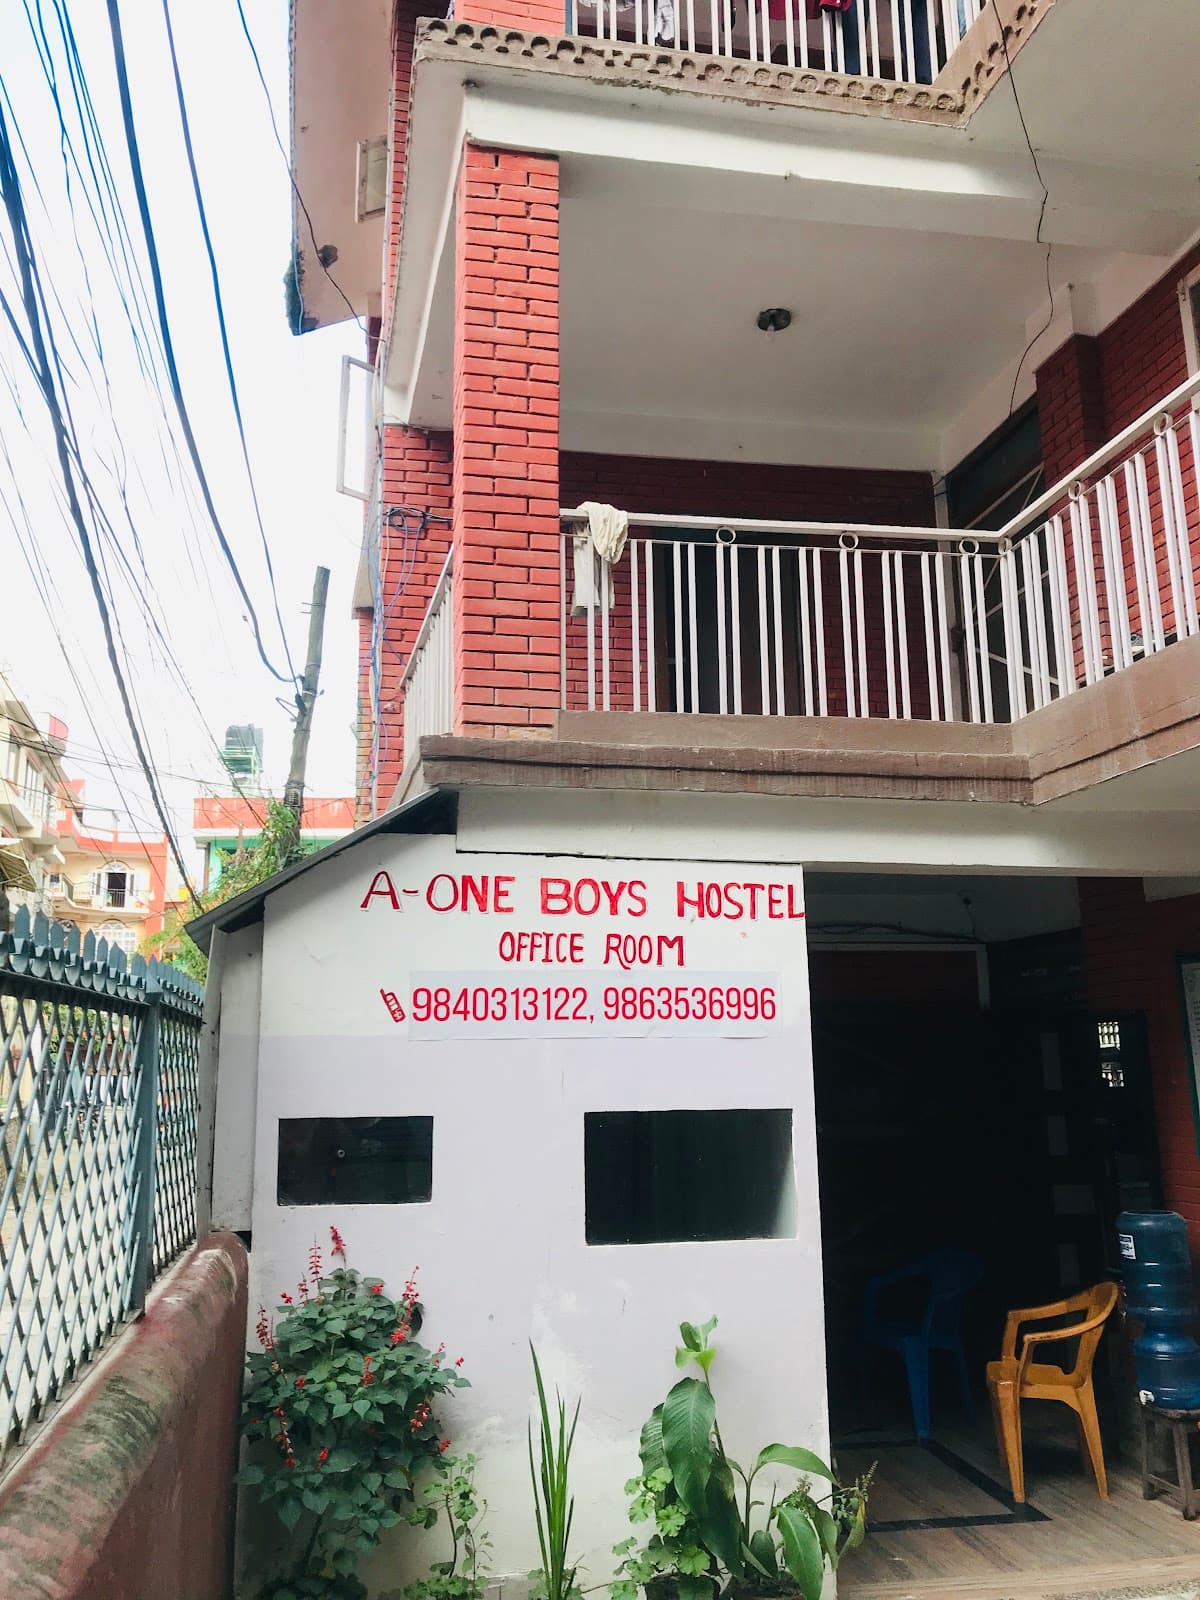 A-ONE BOYS HOSTEL
OFFICE ROOM
9840313122, 9863536996